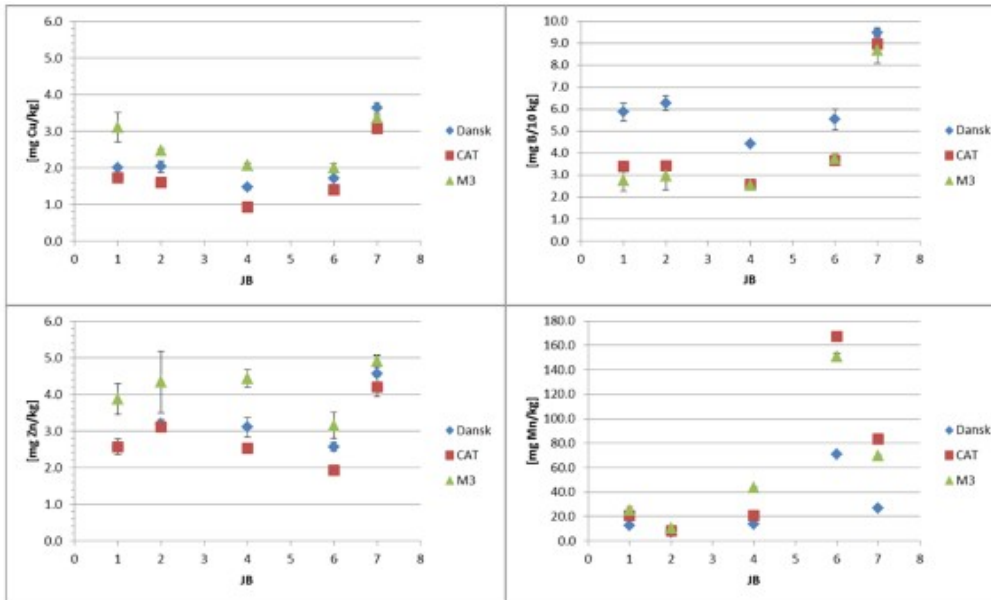 [mg Cu/kg]
6.0
5.0
4.0
3.0
2.0
1.0
0.0
0 1 2 3 4 5 6 7 8
JB
Dansk
CAT
M3
[mg B/10 kg]
10.0
9.0
8.0
7.0
6.0
5.0
4.0
3.0
2.0
1.0
0.0
0 1 2 3 4 5 6 7 8
JB
Dansk
CAT
M3
[mg Zn/kg]
6.0
5.0
4.0
3.0
2.0
1.0
0.0
0 1 2 3 4 5 6 7 8
JB
Dansk
CAT
M3
[mg Mn/kg]
180.0
160.0
140.0
120.0
100.0
80.0
60.0
40.0
20.0
0.0
0 1 2 3 4 5 6 7 8
JB
Dansk
CAT
M3